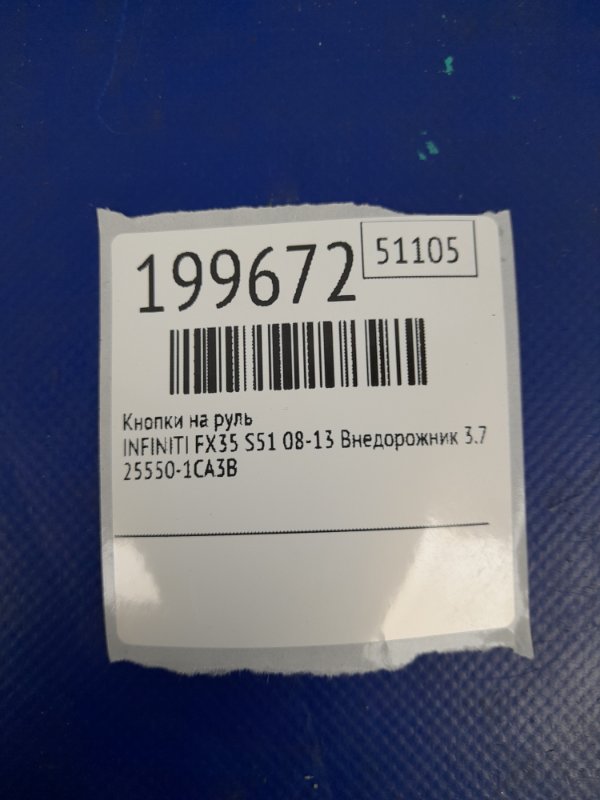 199672
51105
Кнопки на руль
INFINITI FX35 S51 08-13 Внедорожник 3.7
25550-1CA3B